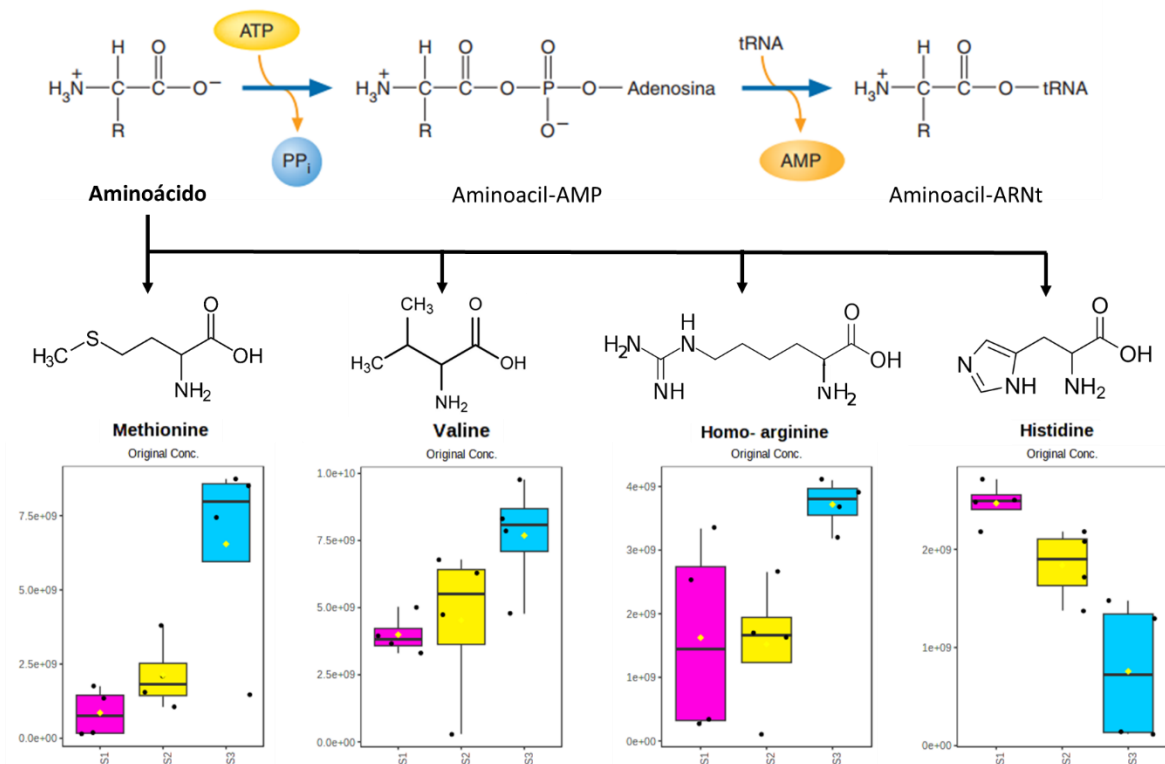 ATP
H O
H₃N⁺—C—C—O⁻
R
PPᵢ
H O O
H₃N⁺—C—C—O—P—O—Adenosina
R O⁻
tRNA
AMP
H O
H₃N⁺—C—C—O—tRNA
R
Aminoácido
Aminoacil-AMP
Aminoacil-ARNt
H₃C S O OH NH₂
CH₃ H₃C O OH NH₂
H₂N NH H N O OH NH₂
N NH O OH NH₂
Methionine
Original Conc.
7.5e+09
5.0e+09
2.5e+09
0.0e+00
S1 S2 S3
Valine
Original Conc.
1.0e+10
7.5e+09
5.0e+09
2.5e+09
0.0e+00
S1 S2 S3
Homo- arginine
Original Conc.
4e+09
3e+09
2e+09
1e+09
0e+00
S1 S2 S3
Histidine
Original Conc.
2e+09
1e+09
0e+00
S1 S2 S3